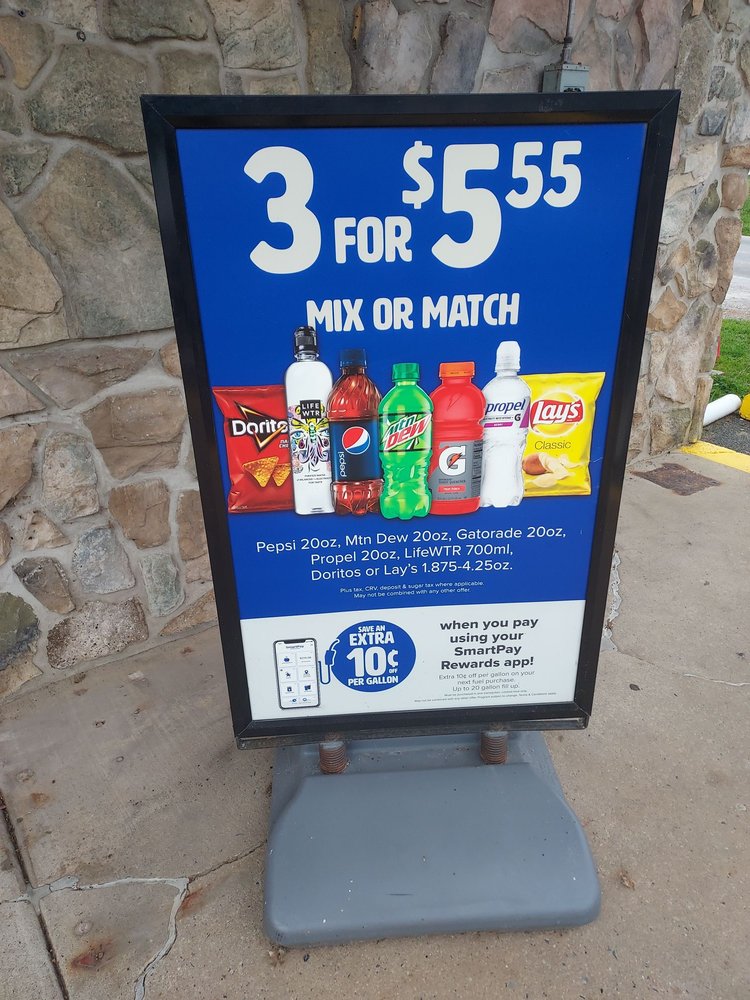 3 FOR $5.55
MIX OR MATCH
LIFE
WTR
Doritos
pepsi
mtn
DEW
G
propel
Lay's
Classic
Pepsi 20oz, Mtn Dew 20oz, Gatorade 20oz,
Propel 20oz, LifeWTR 700ml,
Doritos or Lay's 1.875-4.25oz.
Plus tax, CRV, deposit & sugar tax where applicable.
May not be combined with any other offer.
SAVE AN
EXTRA
10¢ OFF
PER GALLON
SmartPay
when you pay
using your
SmartPay
Rewards app!
Extra 10¢ off per gallon on your
next fuel purchase.
Up to 20 gallon fill up.